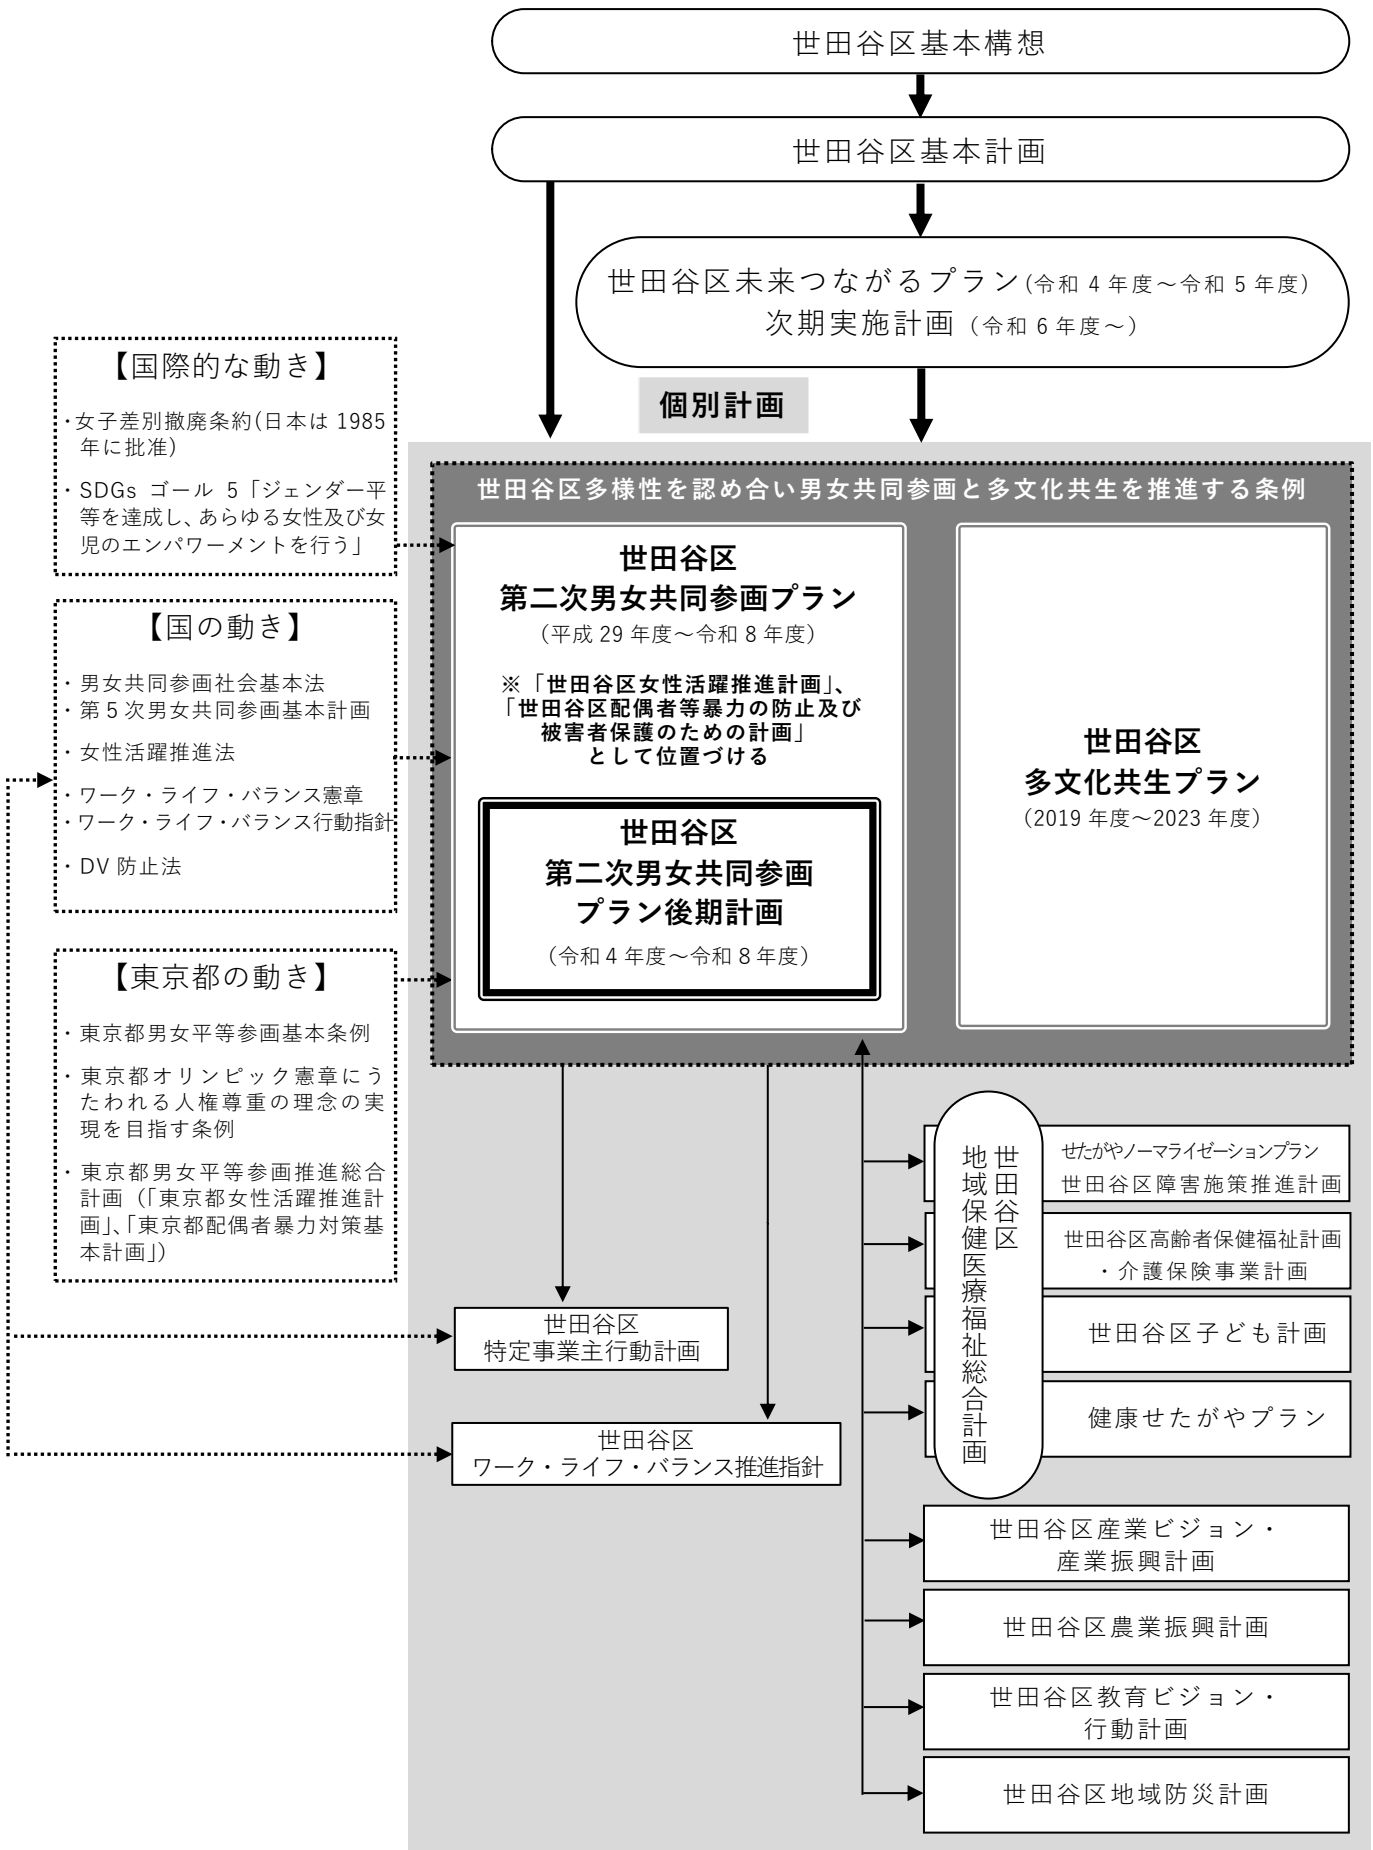 世田谷区基本構想
世田谷区基本計画
世田谷区未来つながるプラン(令和 4 年度～令和 5 年度)
次期実施計画（令和 6 年度～）
個別計画
【国際的な動き】
・女子差別撤廃条約(日本は 1985
年に批准)
・SDGs ゴール 5「ジェンダー平
等を達成し、あらゆる女性及び女
児のエンパワーメントを行う」
【国の動き】
・男女共同参画社会基本法
・第 5 次男女共同参画基本計画
・女性活躍推進法
・ワーク・ライフ・バランス憲章
・ワーク・ライフ・バランス行動指針
・DV 防止法
【東京都の動き】
・東京都男女平等参画基本条例
・東京都オリンピック憲章にう
たわれる人権尊重の理念の実
現を目指す条例
・東京都男女平等参画推進総合
計画（「東京都女性活躍推進計
画」、「東京都配偶者暴力対策基
本計画」）
世田谷区多様性を認め合い男女共同参画と多文化共生を推進する条例
世田谷区
第二次男女共同参画プラン
（平成 29 年度～令和 8 年度）
※「世田谷区女性活躍推進計画」、
「世田谷区配偶者等暴力の防止及び
被害者保護のための計画」
として位置づける
世田谷区
第二次男女共同参画
プラン後期計画
（令和 4 年度～令和 8 年度）
世田谷区
多文化共生プラン
（2019 年度～2023 年度）
世田谷区
特定事業主行動計画
世田谷区
ワーク・ライフ・バランス推進指針
世田谷区
地域保健医療福祉総合計画
せたがやノーマライゼーションプラン
世田谷区障害施策推進計画
世田谷区高齢者保健福祉計画
・介護保険事業計画
世田谷区子ども計画
健康せたがやプラン
世田谷区産業ビジョン・
産業振興計画
世田谷区農業振興計画
世田谷区教育ビジョン・
行動計画
世田谷区地域防災計画